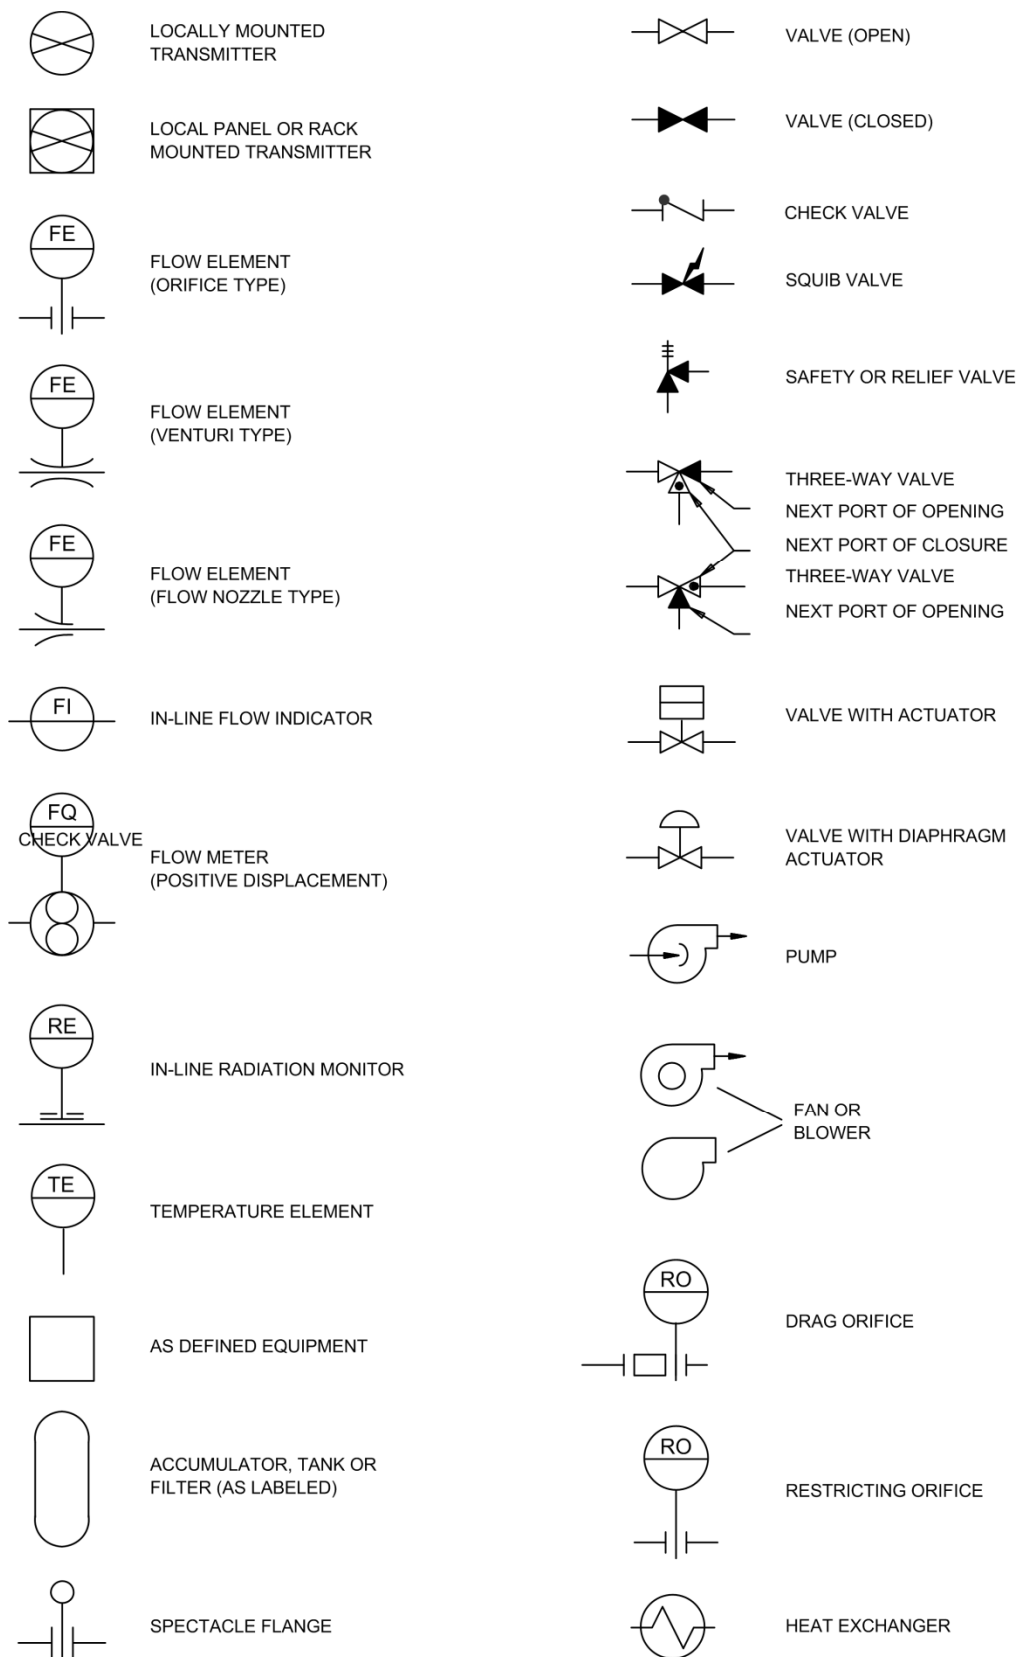 LOCALLY MOUNTED
TRANSMITTER
LOCAL PANEL OR RACK
MOUNTED TRANSMITTER
FE
FLOW ELEMENT
(ORIFICE TYPE)
FE
FLOW ELEMENT
(VENTURI TYPE)
FE
FLOW ELEMENT
(FLOW NOZZLE TYPE)
FI
IN-LINE FLOW INDICATOR
FQ
CHECK VALVE
FLOW METER
(POSITIVE DISPLACEMENT)
RE
IN-LINE RADIATION MONITOR
TE
TEMPERATURE ELEMENT
AS DEFINED EQUIPMENT
ACCUMULATOR, TANK OR
FILTER (AS LABELED)
SPECTACLE FLANGE
VALVE (OPEN)
VALVE (CLOSED)
CHECK VALVE
SQUIB VALVE
SAFETY OR RELIEF VALVE
THREE-WAY VALVE
NEXT PORT OF OPENING
NEXT PORT OF CLOSURE
THREE-WAY VALVE
NEXT PORT OF OPENING
VALVE WITH ACTUATOR
VALVE WITH DIAPHRAGM
ACTUATOR
PUMP
FAN OR
BLOWER
RO
DRAG ORIFICE
RO
RESTRICTING ORIFICE
HEAT EXCHANGER